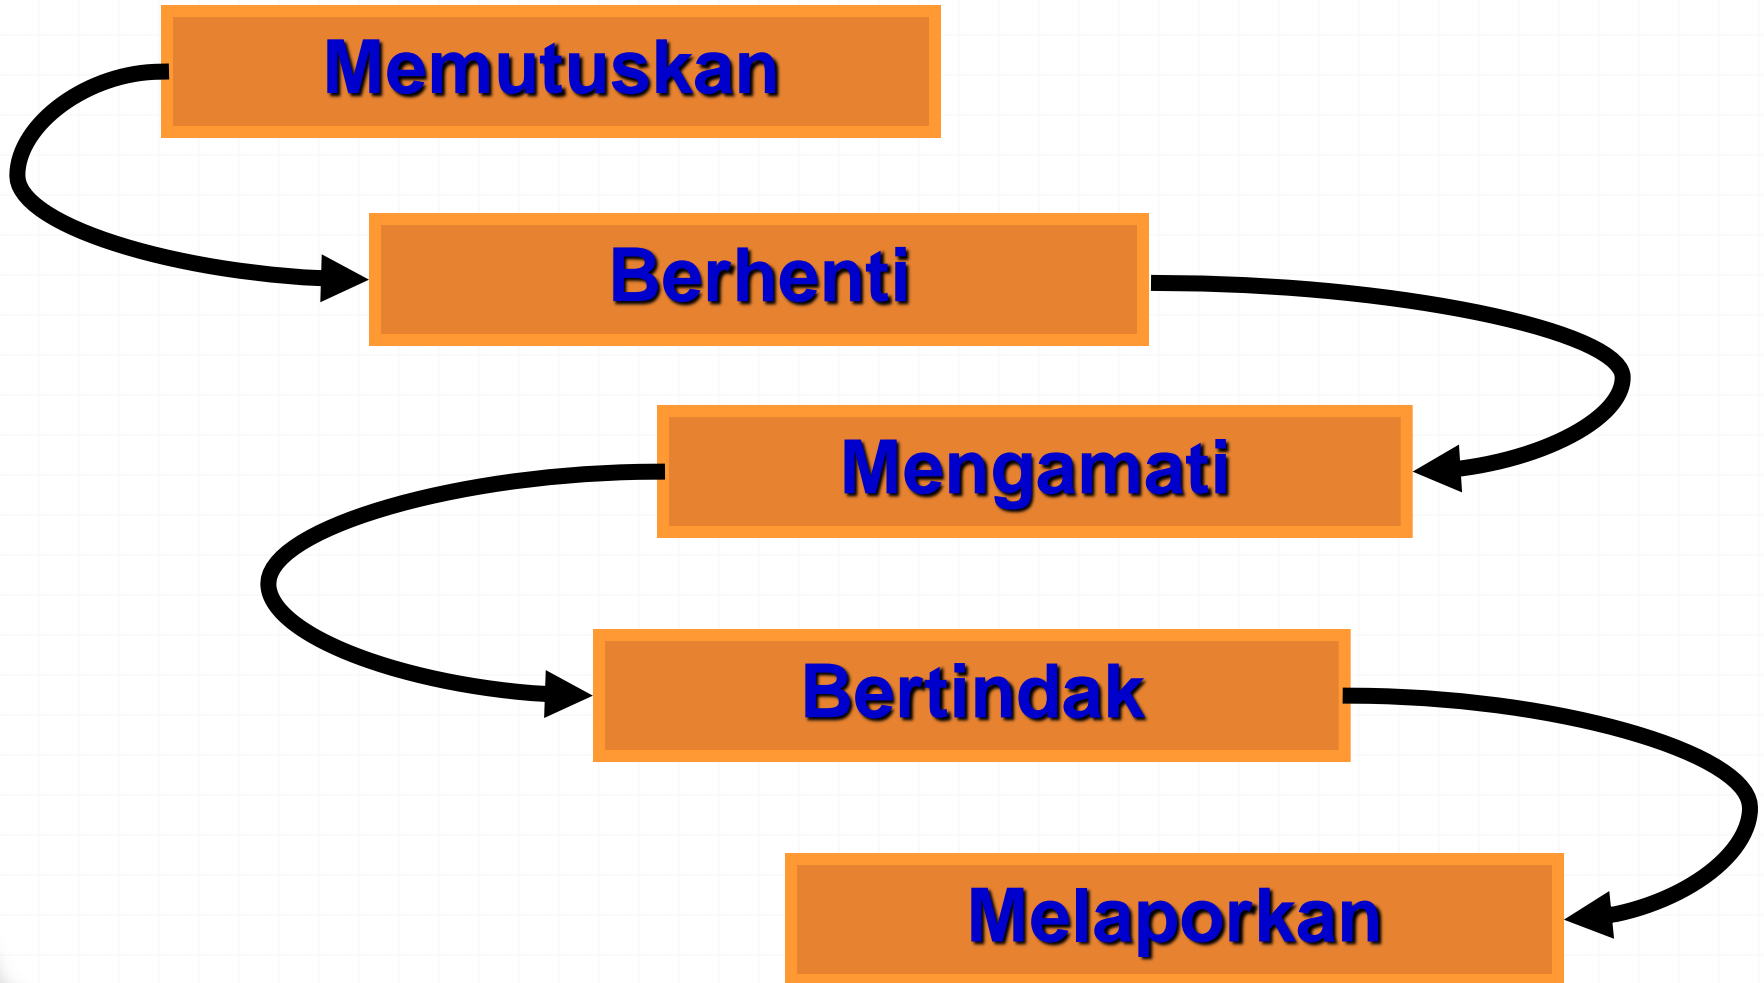 Memutuskan
Berhenti
Mengamati
Bertindak
Melaporkan